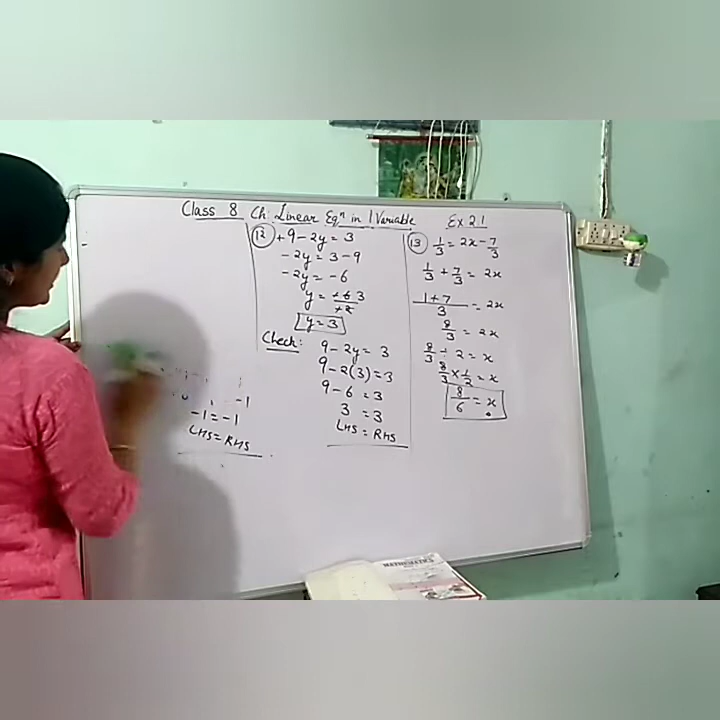 Class 8 Ch: Linear Eqⁿ in 1 Variable Ex 2.1
-1
-1 = -1
LHS = RHS
(12) +9 - 2y = 3
-2y = 3 - 9
-2y = -6
y = +6/+2 3
y = 3
Check:
9 - 2y = 3
9 - 2(3) = 3
9 - 6 = 3
3 = 3
LHS = RHS
(13) 1/3 = 2x - 7/3
1/3 + 7/3 = 2x
1+7/3 = 2x
8/3 = 2x
8/3 ÷ 2 = x
8/3 × 1/2 = x
8/6 = x
MATHEMATICS